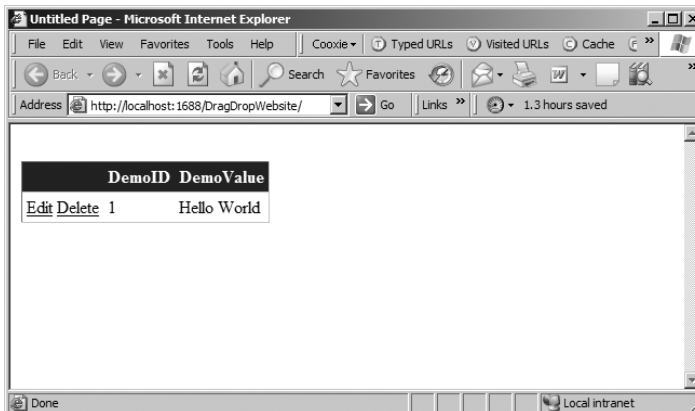 Untitled Page - Microsoft Internet Explorer
File Edit View Favorites Tools Help Cooxie Typed URLs Visited URLs Cache »
Back Search Favorites »
Address http://localhost:1688/DragDropWebsite/ Go Links » 1.3 hours saved
DemoID DemoValue
Edit Delete 1 Hello World
Done Local intranet